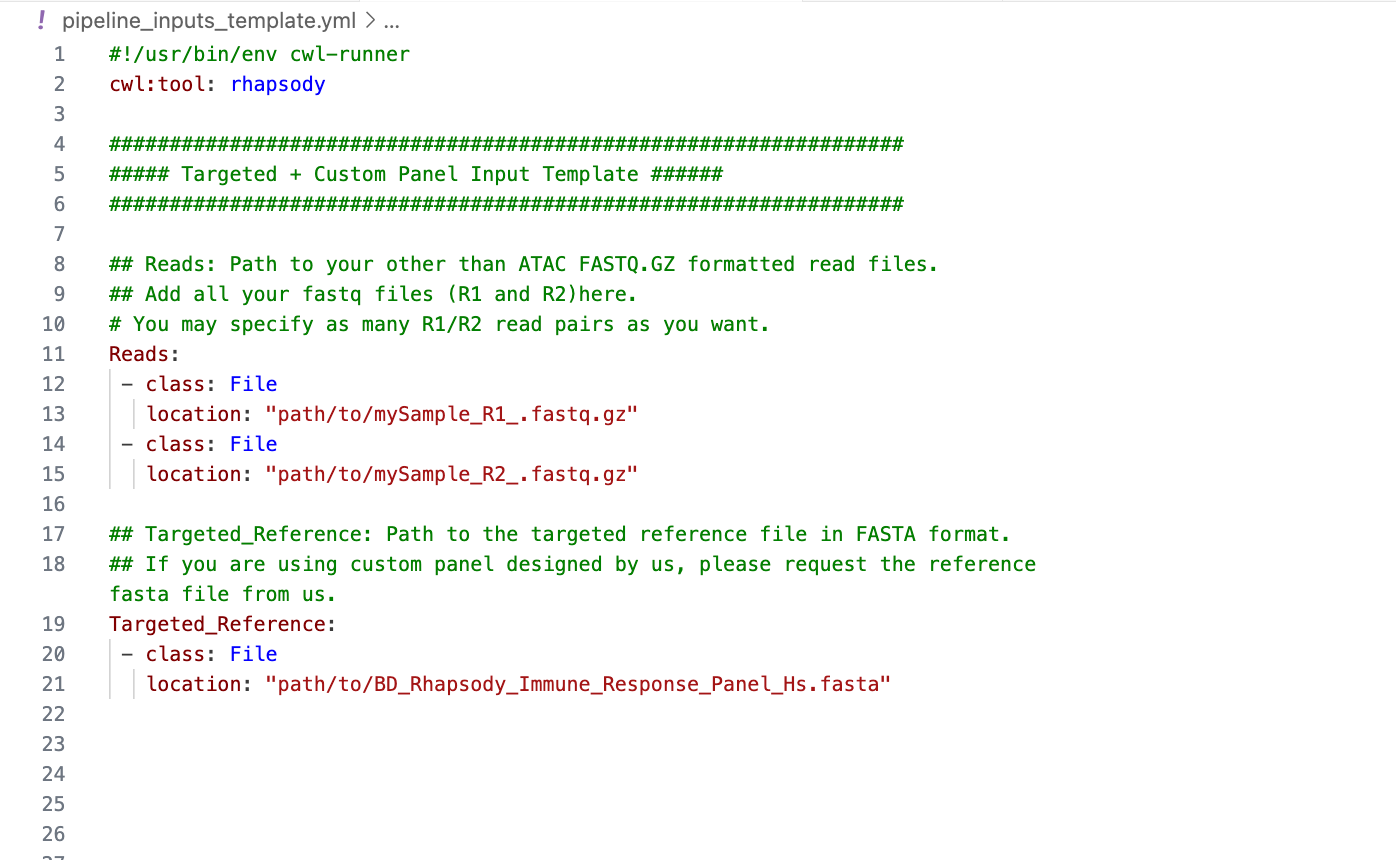 ! pipeline_inputs_template.yml > ...
1 #!/usr/bin/env cwl-runner
2 cwl:tool: rhapsody
3
4 ##################################################################
5 ##### Targeted + Custom Panel Input Template ######
6 ##################################################################
7
8 ## Reads: Path to your other than ATAC FASTQ.GZ formatted read files.
9 ## Add all your fastq files (R1 and R2)here.
10 # You may specify as many R1/R2 read pairs as you want.
11 Reads:
12 - class: File
13 location: "path/to/mySample_R1_.fastq.gz"
14 - class: File
15 location: "path/to/mySample_R2_.fastq.gz"
16
17 ## Targeted_Reference: Path to the targeted reference file in FASTA format.
18 ## If you are using custom panel designed by us, please request the reference
fasta file from us.
19 Targeted_Reference:
20 - class: File
21 location: "path/to/BD_Rhapsody_Immune_Response_Panel_Hs.fasta"
22
23
24
25
26
27